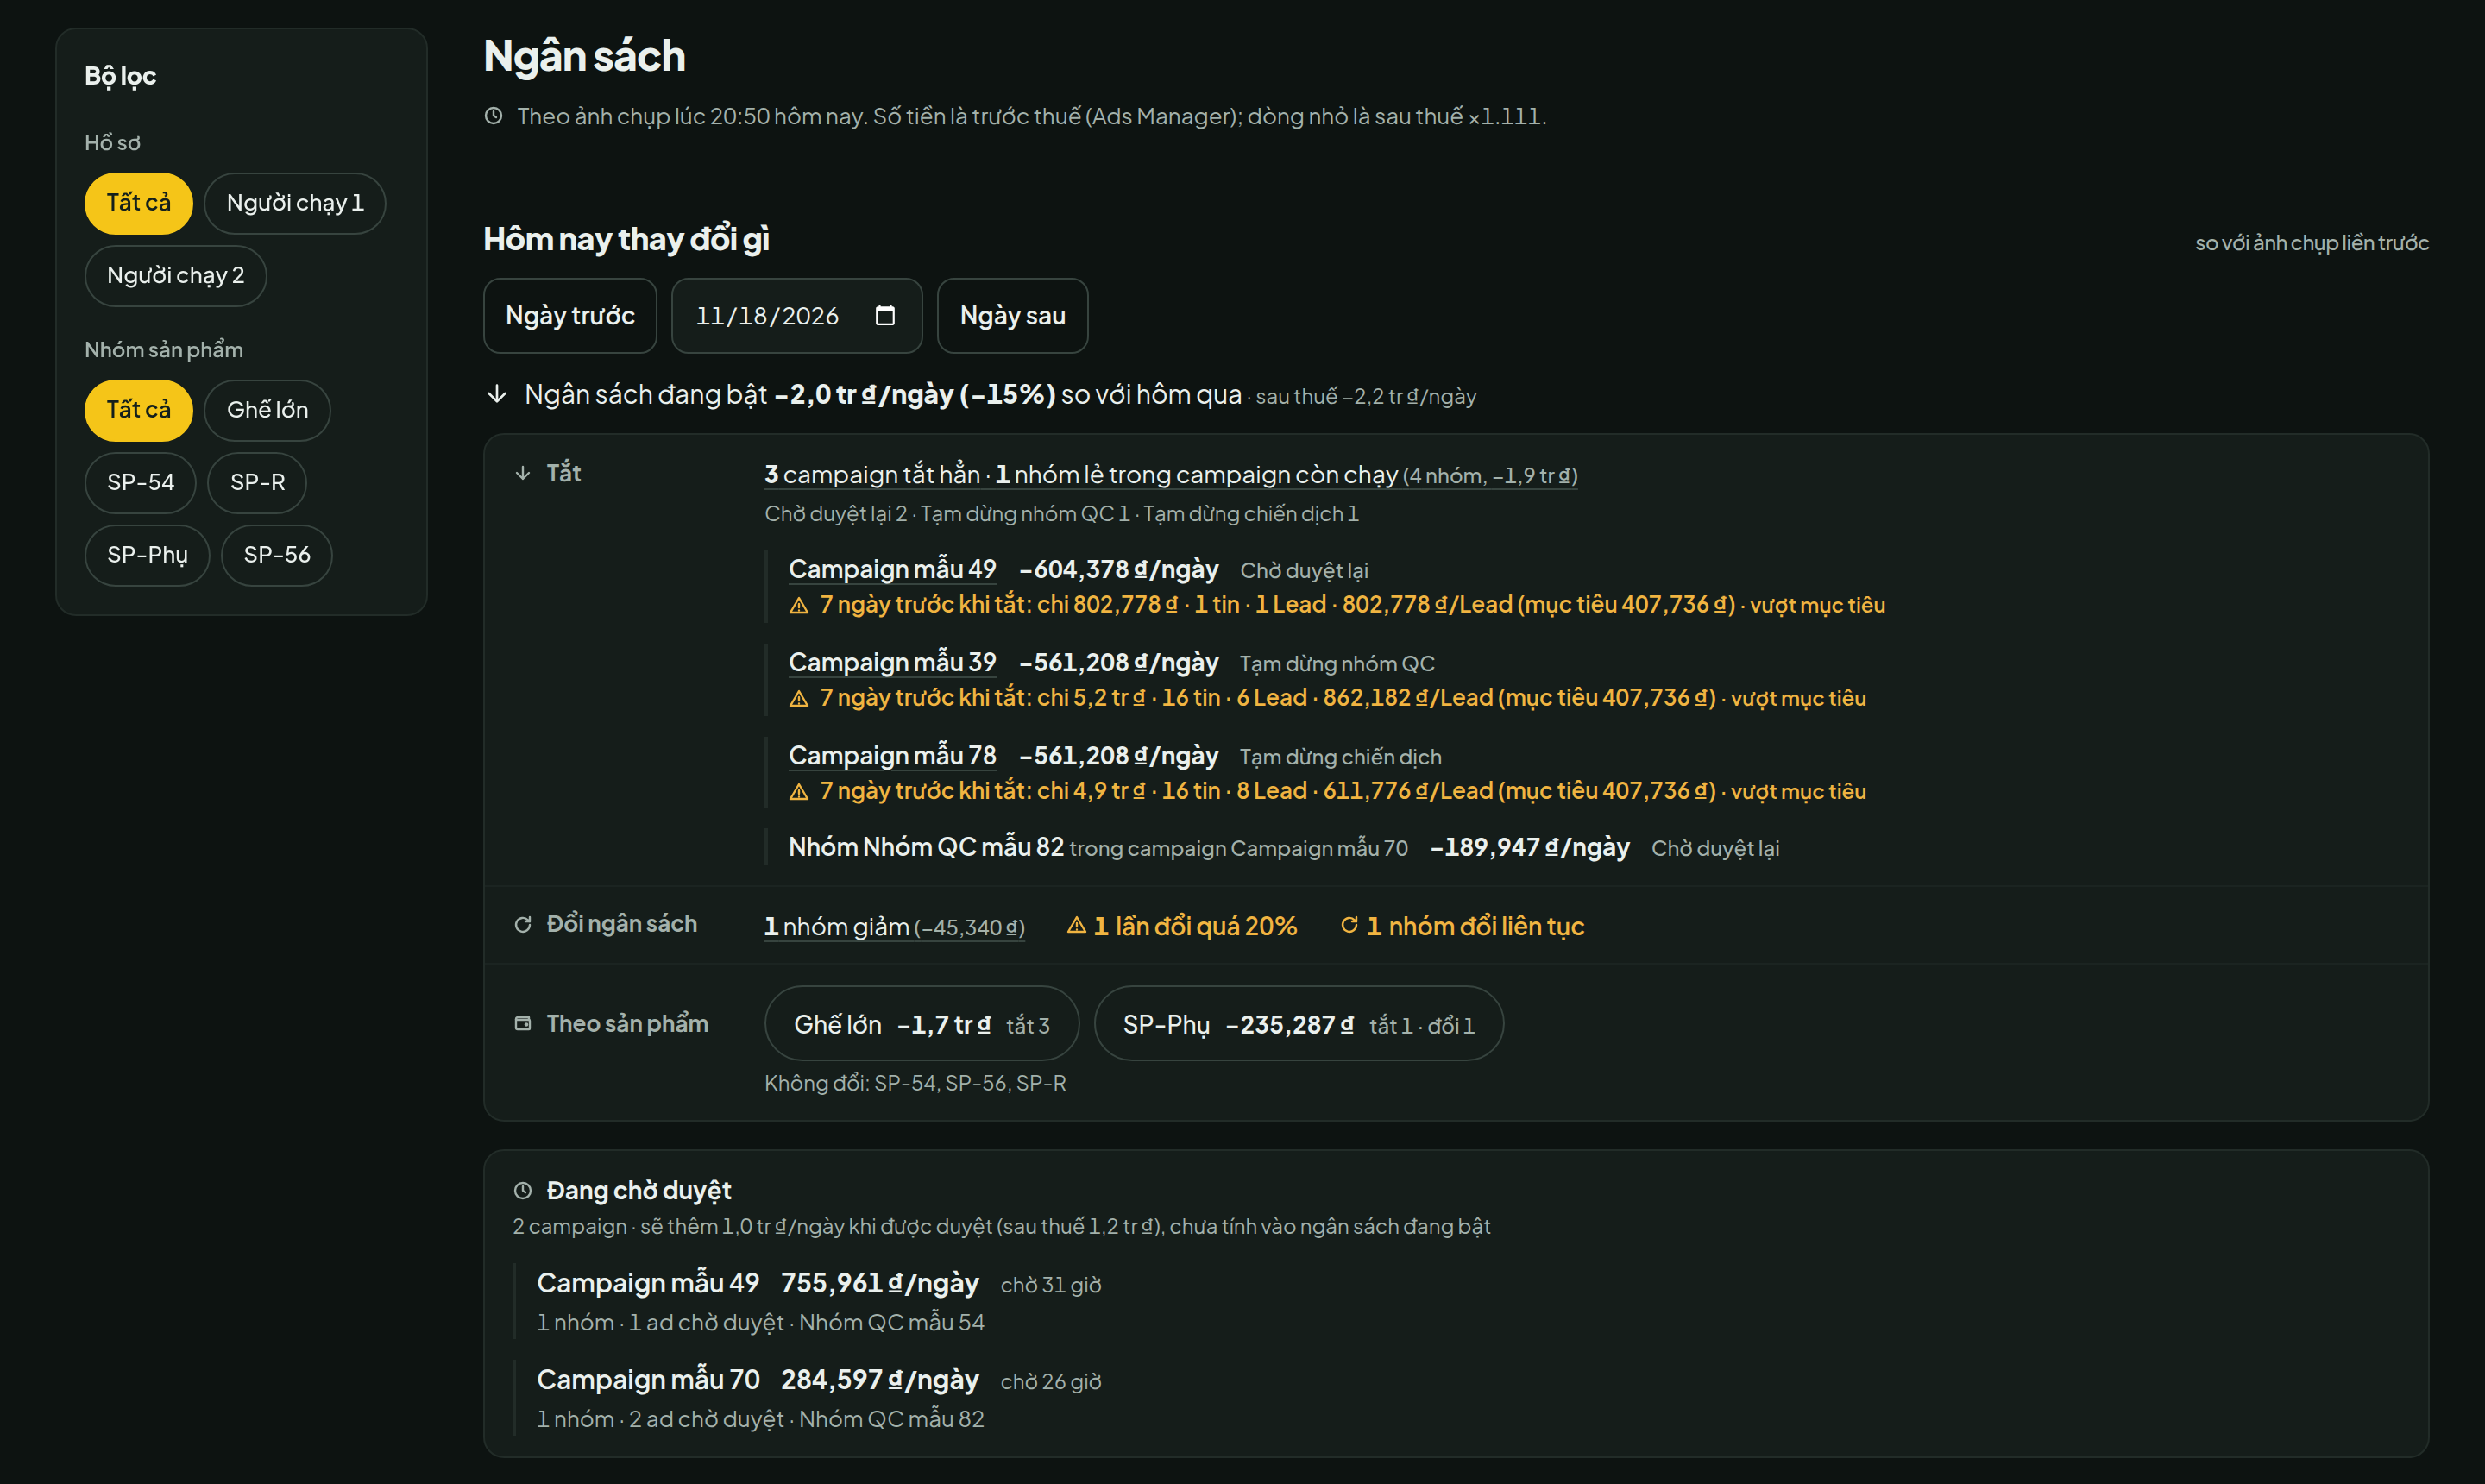 Bộ lọc
Hồ sơ
Tất cả
Người chạy 1
Người chạy 2
Nhóm sản phẩm
Tất cả
Ghế lớn
SP-54
SP-R
SP-Phụ
SP-56
Ngân sách
Theo ảnh chụp lúc 20:50 hôm nay. Số tiền là trước thuế (Ads Manager); dòng nhỏ là sau thuế ×1.111.
Hôm nay thay đổi gì
so với ảnh chụp liền trước
Ngày trước
11/18/2026
Ngày sau
Ngân sách đang bật −2,0 tr ₫/ngày (−15%) so với hôm qua · sau thuế −2,2 tr ₫/ngày
Tắt
3 campaign tắt hẳn · 1 nhóm lẻ trong campaign còn chạy (4 nhóm, −1,9 tr ₫)
Chờ duyệt lại 2 · Tạm dừng nhóm QC 1 · Tạm dừng chiến dịch 1
Campaign mẫu 49 −604,378 ₫/ngày Chờ duyệt lại
7 ngày trước khi tắt: chi 802,778 ₫ · 1 tin · 1 Lead · 802,778 ₫/Lead (mục tiêu 407,736 ₫) · vượt mục tiêu
Campaign mẫu 39 −561,208 ₫/ngày Tạm dừng nhóm QC
7 ngày trước khi tắt: chi 5,2 tr ₫ · 16 tin · 6 Lead · 862,182 ₫/Lead (mục tiêu 407,736 ₫) · vượt mục tiêu
Campaign mẫu 78 −561,208 ₫/ngày Tạm dừng chiến dịch
7 ngày trước khi tắt: chi 4,9 tr ₫ · 16 tin · 8 Lead · 611,776 ₫/Lead (mục tiêu 407,736 ₫) · vượt mục tiêu
Nhóm Nhóm QC mẫu 82 trong campaign Campaign mẫu 70 −189,947 ₫/ngày Chờ duyệt lại
Đổi ngân sách
1 nhóm giảm (−45,340 ₫)
1 lần đổi quá 20%
1 nhóm đổi liên tục
Theo sản phẩm
Ghế lớn −1,7 tr ₫ tắt 3
SP-Phụ −235,287 ₫ tắt 1 · đổi 1
Không đổi: SP-54, SP-56, SP-R
Đang chờ duyệt
2 campaign · sẽ thêm 1,0 tr ₫/ngày khi được duyệt (sau thuế 1,2 tr ₫), chưa tính vào ngân sách đang bật
Campaign mẫu 49 755,961 ₫/ngày chờ 31 giờ
1 nhóm · 1 ad chờ duyệt · Nhóm QC mẫu 54
Campaign mẫu 70 284,597 ₫/ngày chờ 26 giờ
1 nhóm · 2 ad chờ duyệt · Nhóm QC mẫu 82